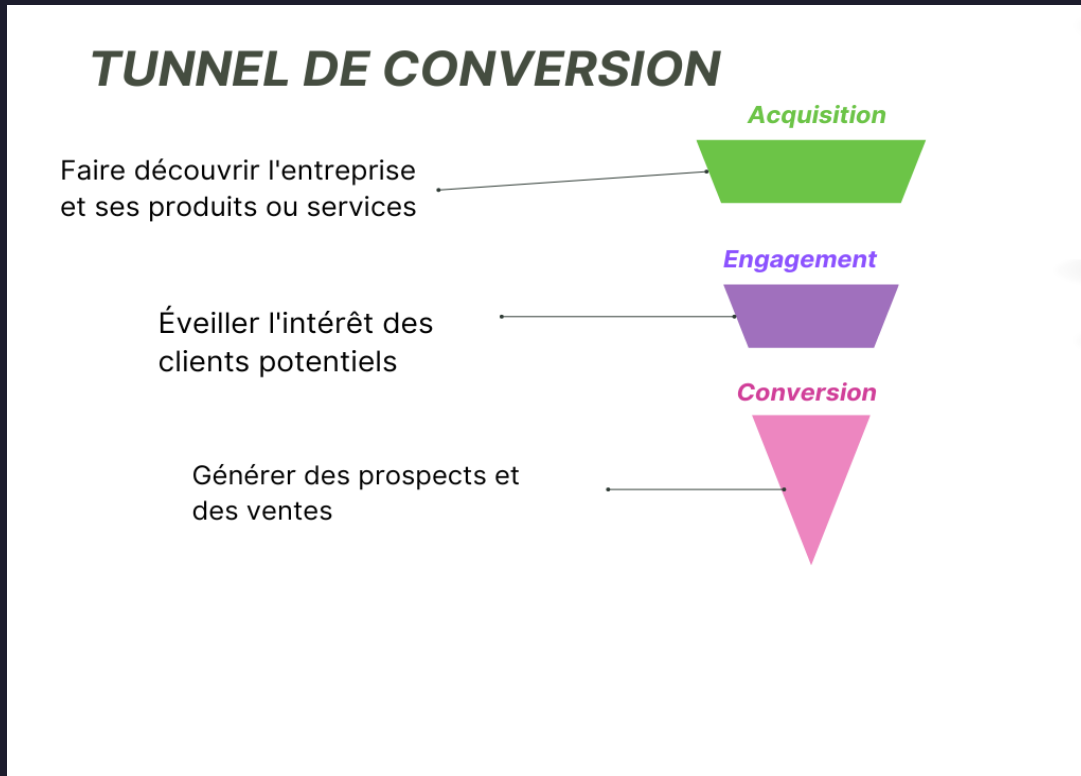 TUNNEL DE CONVERSION
Acquisition
Faire découvrir l'entreprise
et ses produits ou services
Engagement
Éveiller l'intérêt des
clients potentiels
Conversion
Générer des prospects et
des ventes